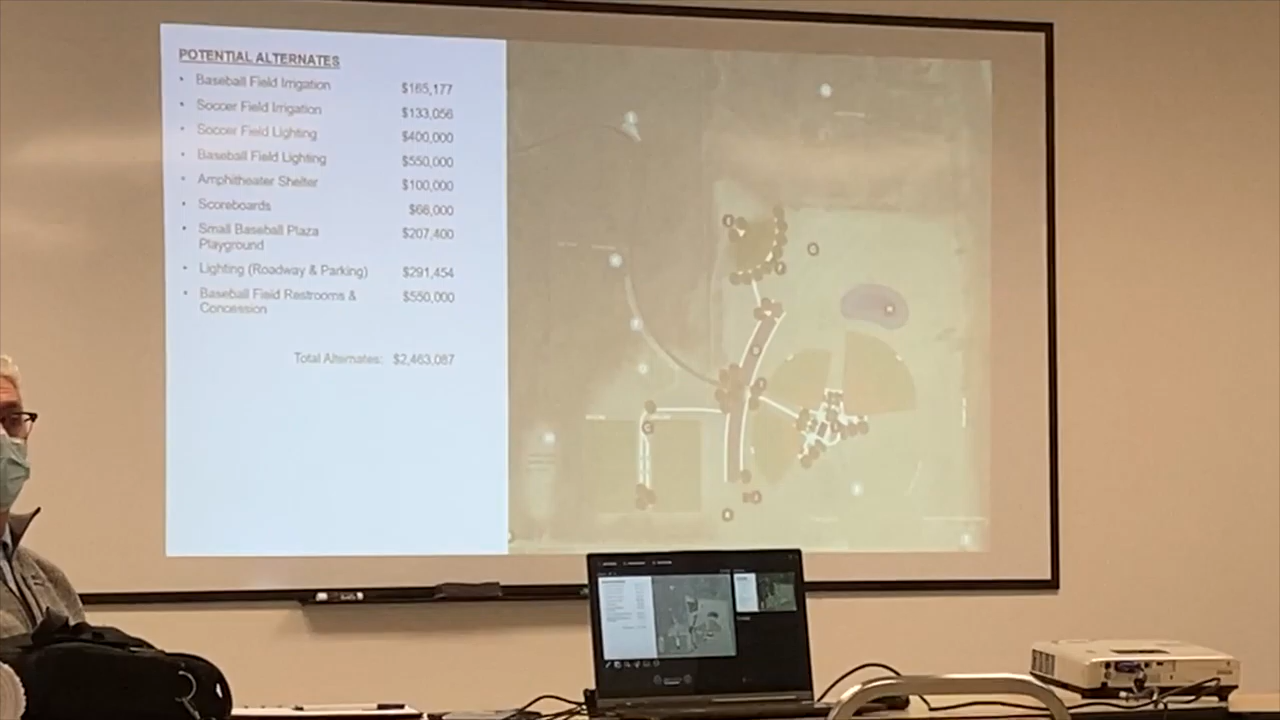 POTENTIAL ALTERNATES
• Baseball Field Irrigation $165,177
• Soccer Field Irrigation $133,056
• Soccer Field Lighting $400,000
• Baseball Field Lighting $550,000
• Amphitheater Shelter $100,000
• Scoreboards $66,000
• Small Baseball Plaza $207,400
Playground
• Lighting (Roadway & Parking) $291,454
• Baseball Field Restrooms & $550,000
Concession
Total Alternates: $2,463,087